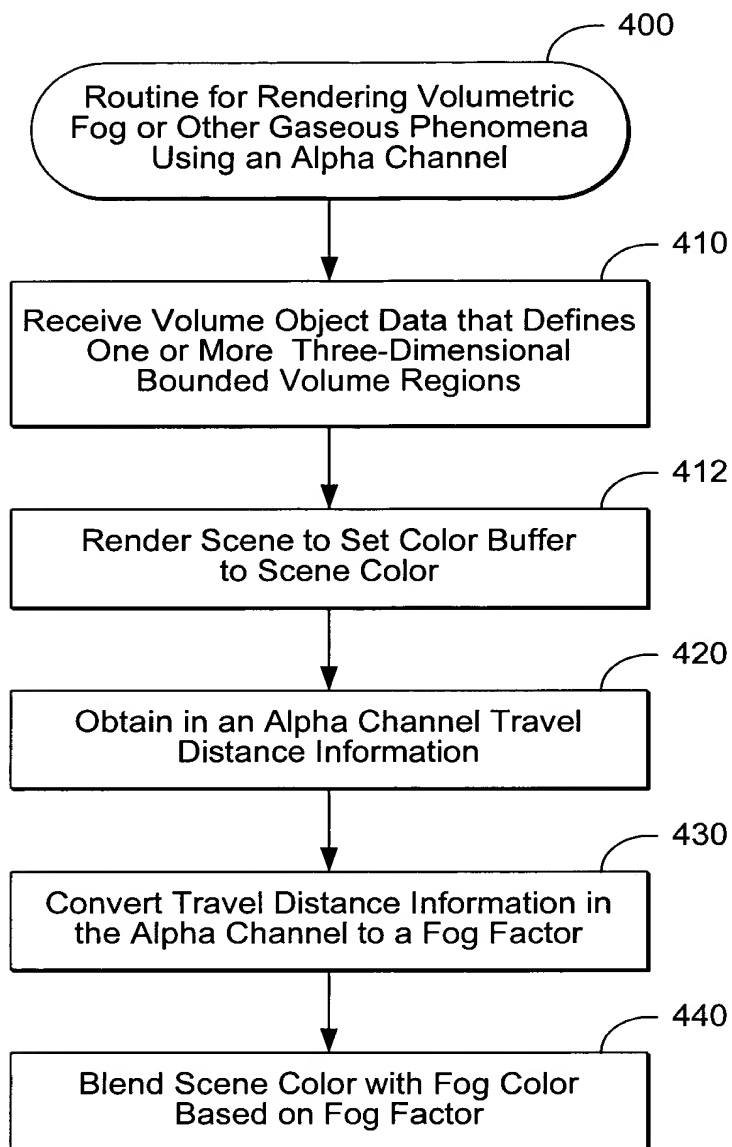 400
Routine for Rendering Volumetric
Fog or Other Gaseous Phenomena
Using an Alpha Channel
410
Receive Volume Object Data that Defines
One or More Three-Dimensional
Bounded Volume Regions
412
Render Scene to Set Color Buffer
to Scene Color
420
Obtain in an Alpha Channel Travel
Distance Information
430
Convert Travel Distance Information in
the Alpha Channel to a Fog Factor
440
Blend Scene Color with Fog Color
Based on Fog Factor